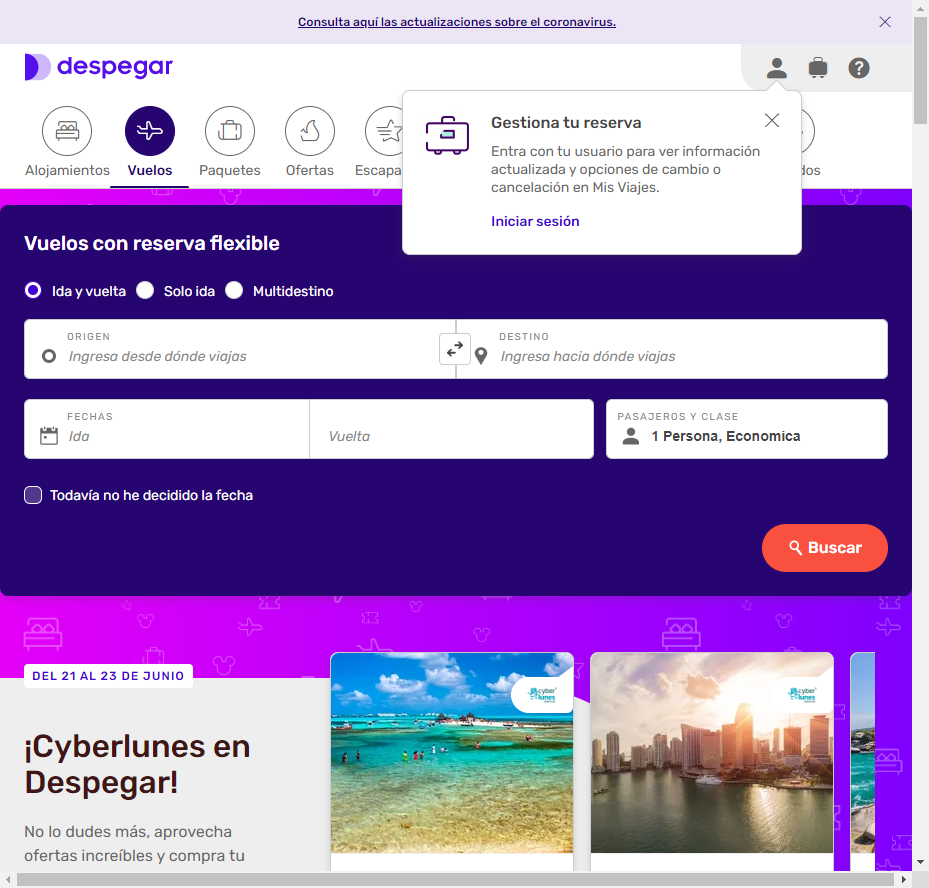 Consulta aquí las actualizaciones sobre el coronavirus.
despegar
Alojamientos
Vuelos
Paquetes
Ofertas
Escapa
dos
Gestiona tu reserva
Entra con tu usuario para ver información
actualizada y opciones de cambio o
cancelación en Mis Viajes.
Iniciar sesión
Vuelos con reserva flexible
Ida y vuelta
Solo ida
Multidestino
ORIGEN
Ingresa desde dónde viajas
DESTINO
Ingresa hacia dónde viajas
FECHAS
Ida
Vuelta
PASAJEROS Y CLASE
1 Persona, Economica
Todavía no he decidido la fecha
Buscar
DEL 21 AL 23 DE JUNIO
¡Cyberlunes en
Despegar!
No lo dudes más, aprovecha
ofertas increíbles y compra tu
cyber
lunes
cyber
lunes